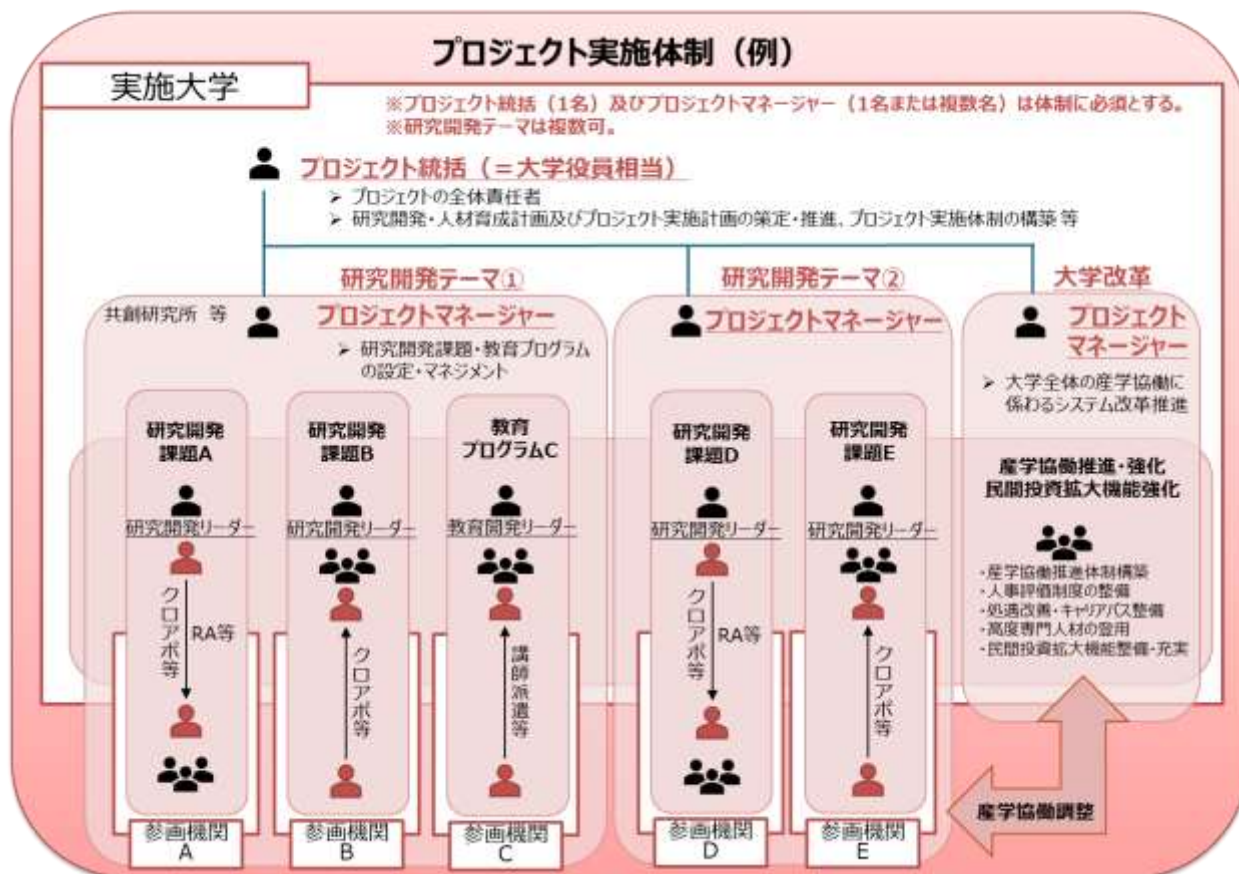 プロジェクト実施体制（例）
実施大学
※プロジェクト統括（1名）及びプロジェクトマネージャー（1名または複数名）は体制に必須とする。
※研究開発テーマは複数可。
プロジェクト統括（＝大学役員相当）
➢ プロジェクトの全体責任者
➢ 研究開発・人材育成計画及びプロジェクト実施計画の策定・推進、プロジェクト実施体制の構築 等
研究開発テーマ①
共創研究所 等
プロジェクトマネージャー
➢ 研究開発課題・教育プログラム
の設定・マネジメント
研究開発
課題A
研究開発リーダー
クロアポ等
RA等
参画機関
A
研究開発
課題B
研究開発リーダー
クロアポ等
参画機関
B
教育
プログラムC
教育開発リーダー
講師派遣等
参画機関
C
研究開発テーマ②
プロジェクトマネージャー
研究開発
課題D
研究開発リーダー
クロアポ等
RA等
参画機関
D
研究開発
課題E
研究開発リーダー
クロアポ等
参画機関
E
大学改革
プロジェクト
マネージャー
➢ 大学全体の産学協働に
係わるシステム改革推進
産学協働推進・強化
民間投資拡大機能強化
・産学協働推進体制構築
・人事評価制度の整備
・処遇改善・キャリアパス整備
・高度専門人材の登用
・民間投資拡大機能整備・充実
産学協働調整